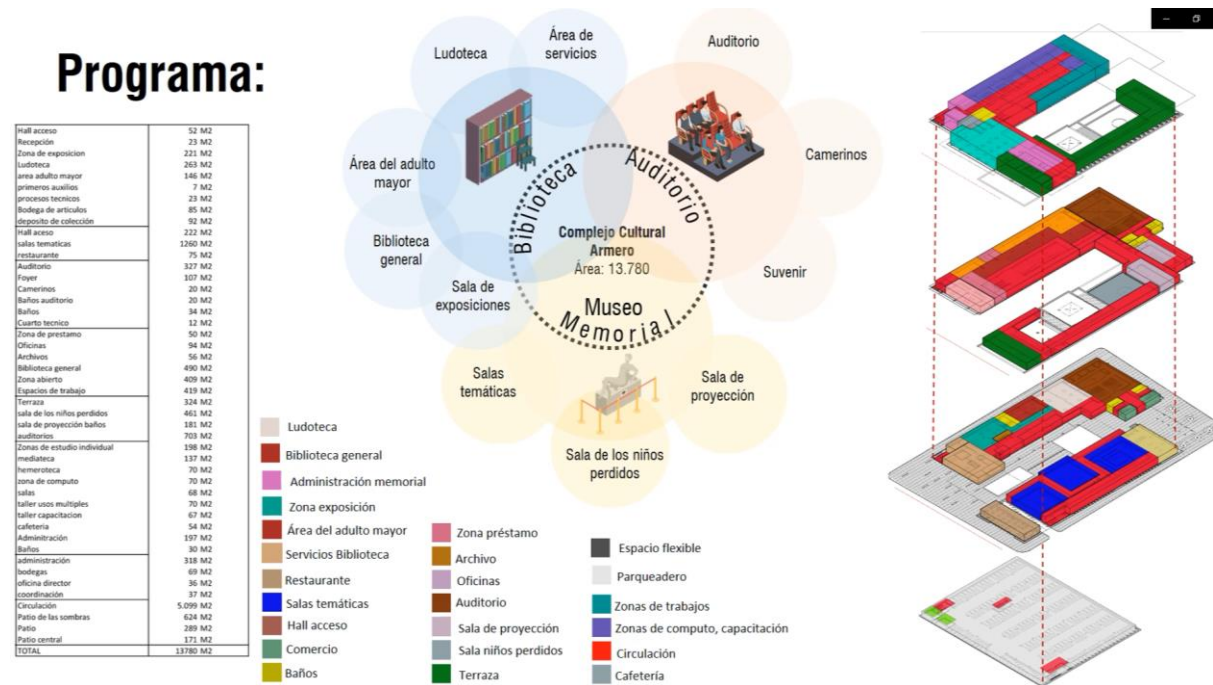 Programa:
Hall acceso 52 M2
Recepción 23 M2
Zona de exposicion 221 M2
Ludoteca 263 M2
area adulto mayor 146 M2
primeros auxilios 7 M2
procesos tecnicos 23 M2
Bodega de articulos 85 M2
deposito de colección 92 M2
Hall aceso 222 M2
salas tematicas 1260 M2
restaurante 75 M2
Auditorio 327 M2
Foyer 107 M2
Camerinos 20 M2
Baños auditorio 20 M2
Baños 34 M2
Cuarto tecnico 12 M2
Zona de prestamo 50 M2
Oficinas 94 M2
Archivos 56 M2
Biblioteca general 490 M2
Zona abierto 409 M2
Espacios de trabajo 419 M2
Terraza 324 M2
sala de los niños perdidos 461 M2
sala de proyección baños 181 M2
auditorios 703 M2
Zonas de estudio individual 198 M2
mediateca 137 M2
hemeroteca 70 M2
zona de computo 70 M2
salas 68 M2
taller usos multiples 70 M2
taller capacitacion 67 M2
cafeteria 54 M2
Adminitración 197 M2
Baños 30 M2
administración 318 M2
bodegas 69 M2
oficina director 36 M2
coordinación 37 M2
Circulación 5.099 M2
Patio de las sombras 624 M2
Patio 289 M2
Patio central 171 M2
TOTAL 13780 M2
Ludoteca
Área de
servicios
Auditorio
Área del adulto
mayor
Camerinos
Biblioteca
general
Sala de
exposiciones
Suvenir
Biblioteca
Auditorio
Complejo Cultural
Armero
Área: 13.780
Museo
Memorial
Salas
temáticas
Sala de
proyección
Sala de los niños
perdidos
Ludoteca
Biblioteca general
Administración memorial
Zona exposición
Área del adulto mayor
Servicios Biblioteca
Restaurante
Salas temáticas
Hall acceso
Comercio
Baños
Zona préstamo
Archivo
Oficinas
Auditorio
Sala de proyección
Sala niños perdidos
Terraza
Espacio flexible
Parqueadero
Zonas de trabajos
Zonas de computo, capacitación
Circulación
Cafetería